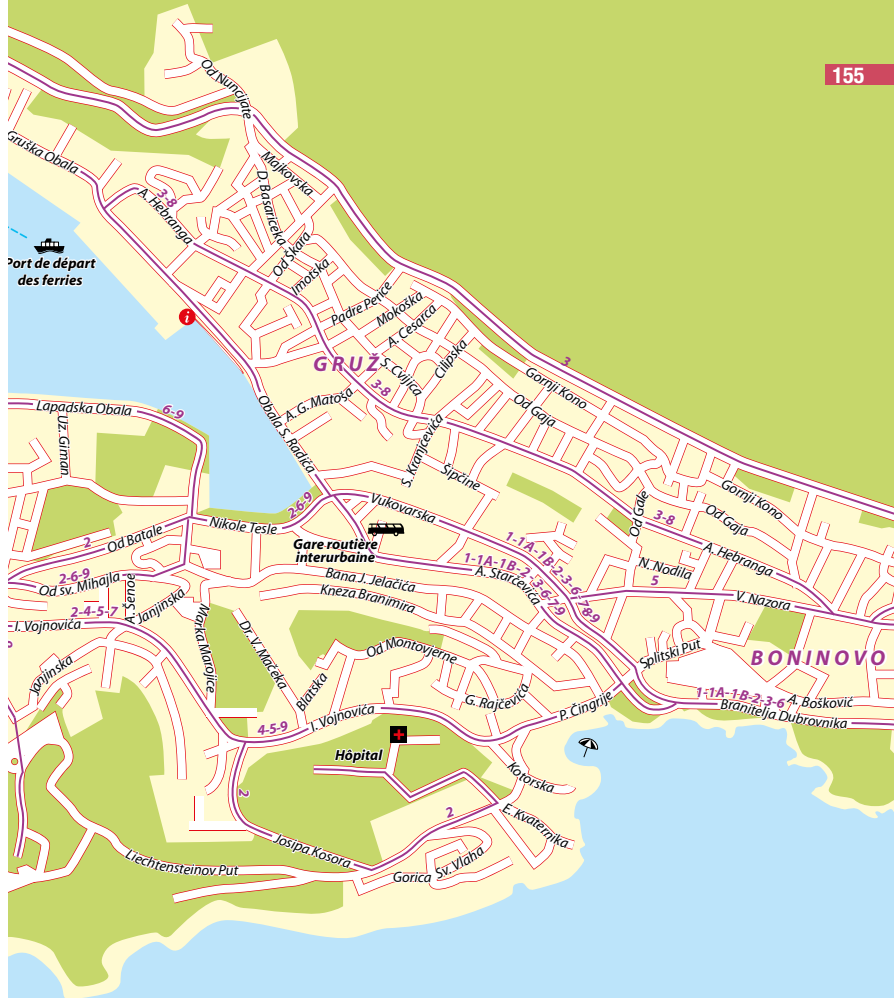 155
Od Nuncijate
Gruška Obala
Majkovska
D. Basaričeka
3-8
A. Hebranga
Od Škara
Imotska
Port de départ
des ferries
i
Padre Perice
Mokoška
A. Cesarca
Cilipska
S. Cvijića
GRUŽ
3
3-8
Gornji Kono
Od Gaja
A. G. Matoša
Lapadska Obala
6-9
Uz. Giman
Obala S. Radića
S. Kranjčevića
Šipčine
Gornji Kono
Od Gaja
Od Gale
3-8
A. Hebranga
2-6-9
Vukovarska
Nikole Tesle
2
Od Batale
Gare routière
interurbaine
1-1A-1B-2-3-6-7-8-9
1-1A-1B-2-3-6-7-9
A. Starčevića
N. Nodila
5
V. Nazora
2-6-9
Od sv. Mihajla
Bana J. Jelačića
Kneza Branimira
A. Šenoe
Janjinska
2-4-5-7
I. Vojnovića
Marka Marojice
Dr. V. Mačeka
Od Montovjerne
Splitski Put
BONINOVO
Janjinska
Blatška
G. Rajčevića
P. Čingrije
1-1A-1B-2-3-6
A. Bošković
Branitelja Dubrovnika
4-5-9
I. Vojnovića
Hôpital
Kotorska
2
2
E. Kvaternika
Josipa Kosora
Liechtensteinov Put
Gorica Sv. Vlaha